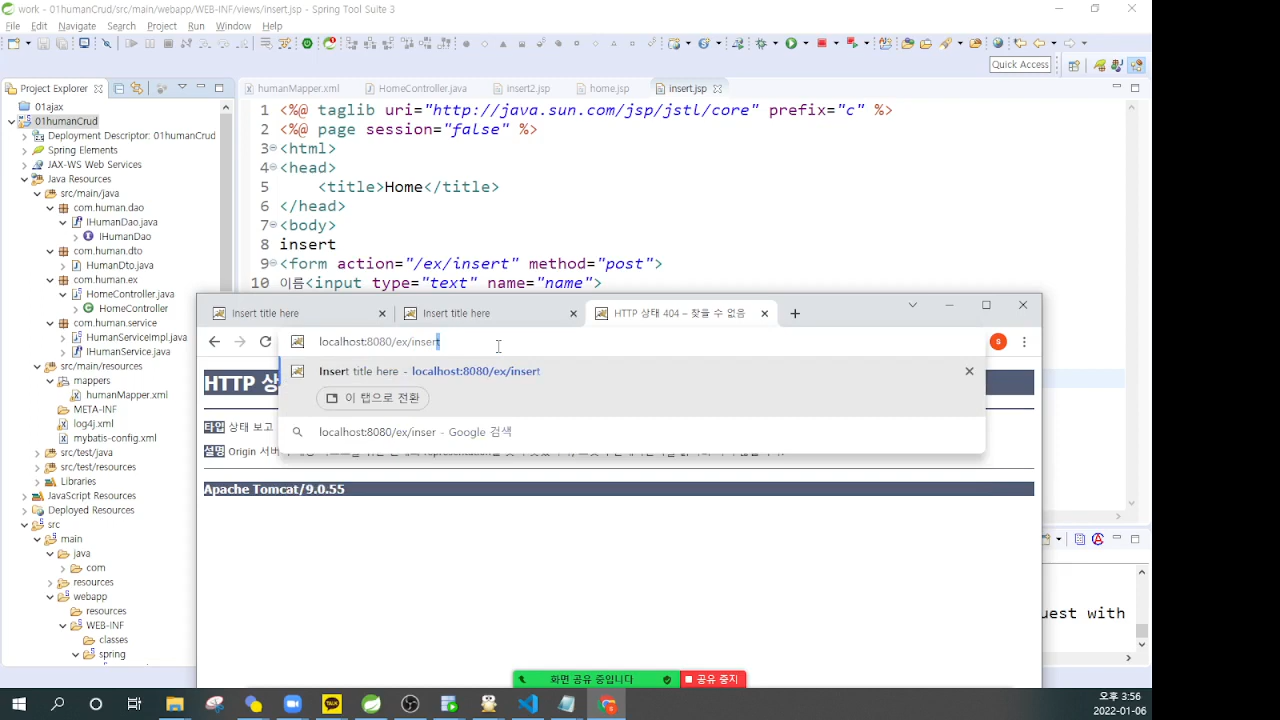 work - 01humanCrud/src/main/webapp/WEB-INF/views/insert.jsp - Spring Tool Suite 3
File Edit Navigate Search Project Run Window Help
Quick Access
Project Explorer
humanMapper.xml HomeController.java insert2.jsp home.jsp insert.jsp
01ajax
01humanCrud
Deployment Descriptor: 01humanCrud
Spring Elements
JAX-WS Web Services
Java Resources
src/main/java
com.human.dao
IHumanDao.java
IHumanDao
com.human.dto
HumanDto.java
com.human.ex
HomeController.java
HomeController
com.human.service
HumanServiceImpl.java
IHumanService.java
src/main/resources
mappers
humanMapper.xml
META-INF
log4j.xml
mybatis-config.xml
src/test/java
src/test/resources
Libraries
JavaScript Resources
Deployed Resources
src
main
java
com
resources
webapp
resources
WEB-INF
classes
spring
1 <%@ taglib uri="http://java.sun.com/jsp/jstl/core" prefix="c" %>
2 <%@ page session="false" %>
3 <html>
4 <head>
5 <title>Home</title>
6 </head>
7 <body>
8 insert
9 <form action="/ex/insert" method="post">
10 이름<input type="text" name="name">
Insert title here Insert title here HTTP 상태 404 – 찾을 수 없음
localhost:8080/ex/insert
Insert title here - localhost:8080/ex/insert
이 탭으로 전환
localhost:8080/ex/inser - Google 검색
HTTP 상
타입 상태 보고
설명 Origin 서버
Apache Tomcat/9.0.55
uest with
화면 공유 중입니다 공유 중지
TALK
오후 3:56
2022-01-06